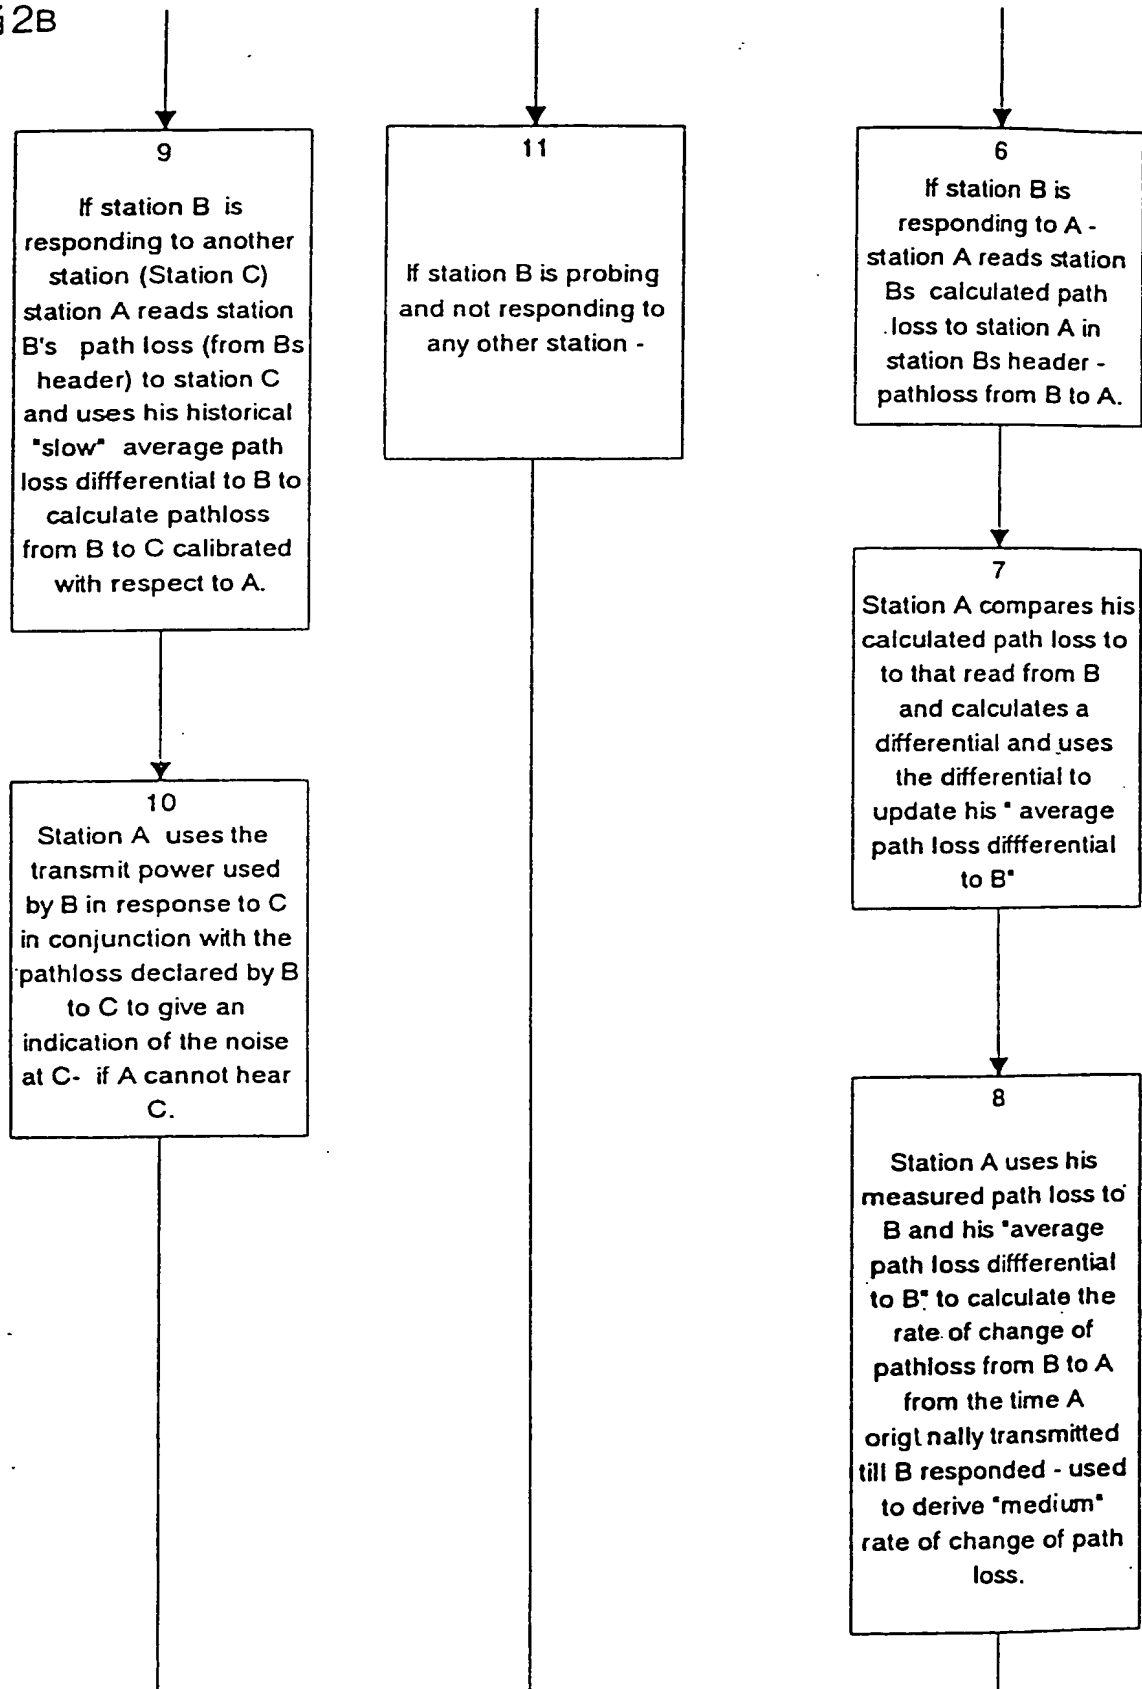 2B
9
If station B is
responding to another
station (Station C)
station A reads station
B's path loss (from Bs
header) to station C
and uses his historical
"slow" average path
loss diffferential to B to
calculate pathloss
from B to C calibrated
with respect to A.
10
Station A uses the
transmit power used
by B in response to C
in conjunction with the
pathloss declared by B
to C to give an
indication of the noise
at C- if A cannot hear
C.
11
If station B is probing
and not responding to
any other station -
6
If station B is
responding to A -
station A reads station
Bs calculated path
loss to station A in
station Bs header -
pathloss from B to A.
7
Station A compares his
calculated path loss to
to that read from B
and calculates a
differential and uses
the differential to
update his " average
path loss diffferential
to B"
8
Station A uses his
measured path loss to
B and his "average
path loss diffferential
to B" to calculate the
rate of change of
pathloss from B to A
from the time A
origt nally transmitted
till B responded - used
to derive "medium"
rate of change of path
loss.